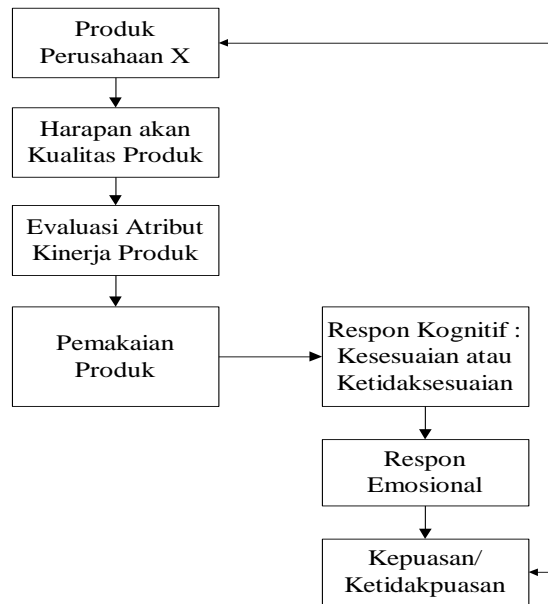 Produk
Perusahaan X
Harapan akan
Kualitas Produk
Evaluasi Atribut
Kinerja Produk
Pemakaian
Produk
Respon Kognitif :
Kesesuaian atau
Ketidaksesuaian
Respon
Emosional
Kepuasan/
Ketidakpuasan